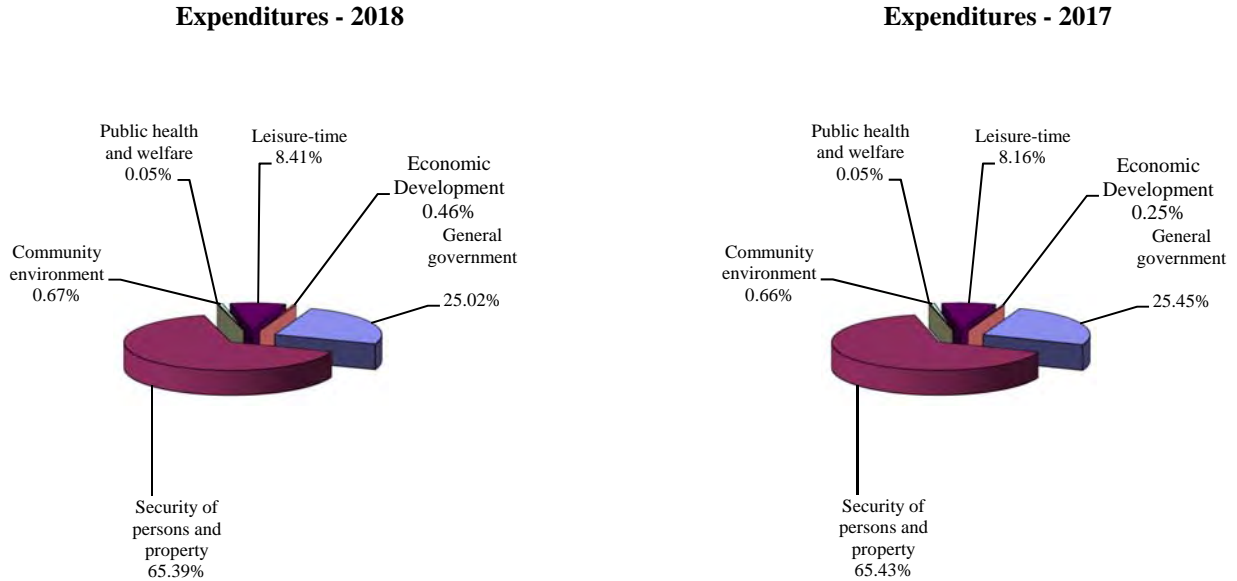 Expenditures - 2018
Public health
and welfare
0.05%
Leisure-time
8.41%
Economic
Development
0.46%
General
government
25.02%
Community
environment
0.67%
Security of
persons and
property
65.39%
Expenditures - 2017
Public health
and welfare
0.05%
Leisure-time
8.16%
Economic
Development
0.25%
General
government
25.45%
Community
environment
0.66%
Security of
persons and
property
65.43%